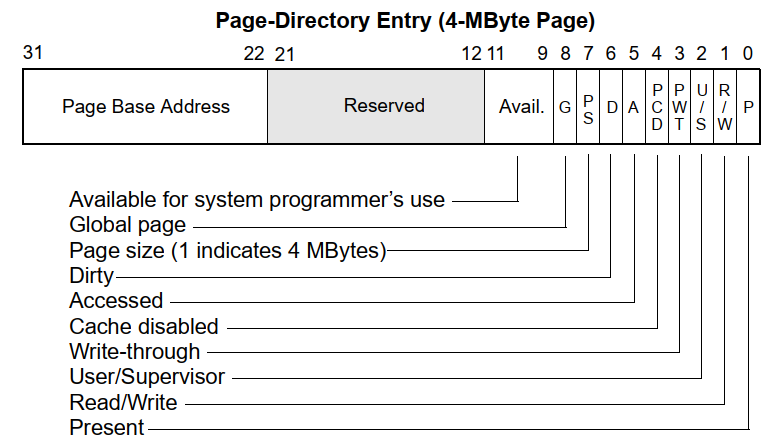 Page-Directory Entry (4-MByte Page)
31 22 21 12 11 9 8 7 6 5 4 3 2 1 0
Page Base Address Reserved Avail. G PS D A PCD PWT U/S R/W P
Available for system programmer’s use
Global page
Page size (1 indicates 4 MBytes)
Dirty
Accessed
Cache disabled
Write-through
User/Supervisor
Read/Write
Present